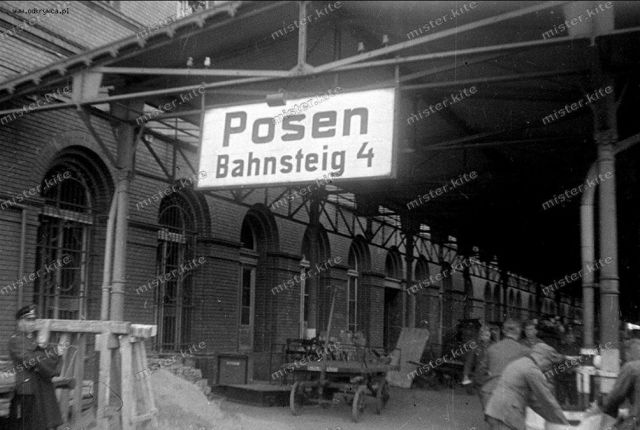 www.odkrywca.pl
Posen
Bahnsteig 4
mister.kite